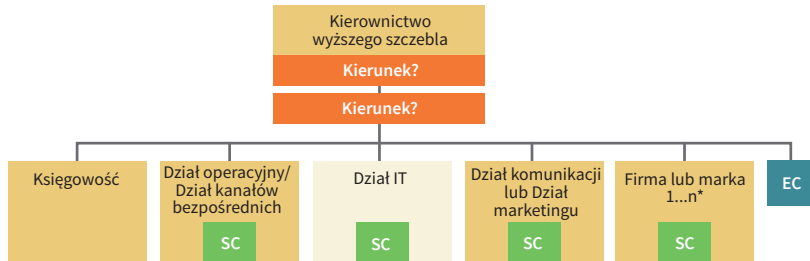 Kierownictwo
wyższego szczebla
Kierunek?
Kierunek?
Księgowość
Dział operacyjny/
Dział kanałów
bezpośrednich
SC
Dział IT
SC
Dział komunikacji
lub Dział
marketingu
SC
Firma lub marka
1...n*
SC
EC